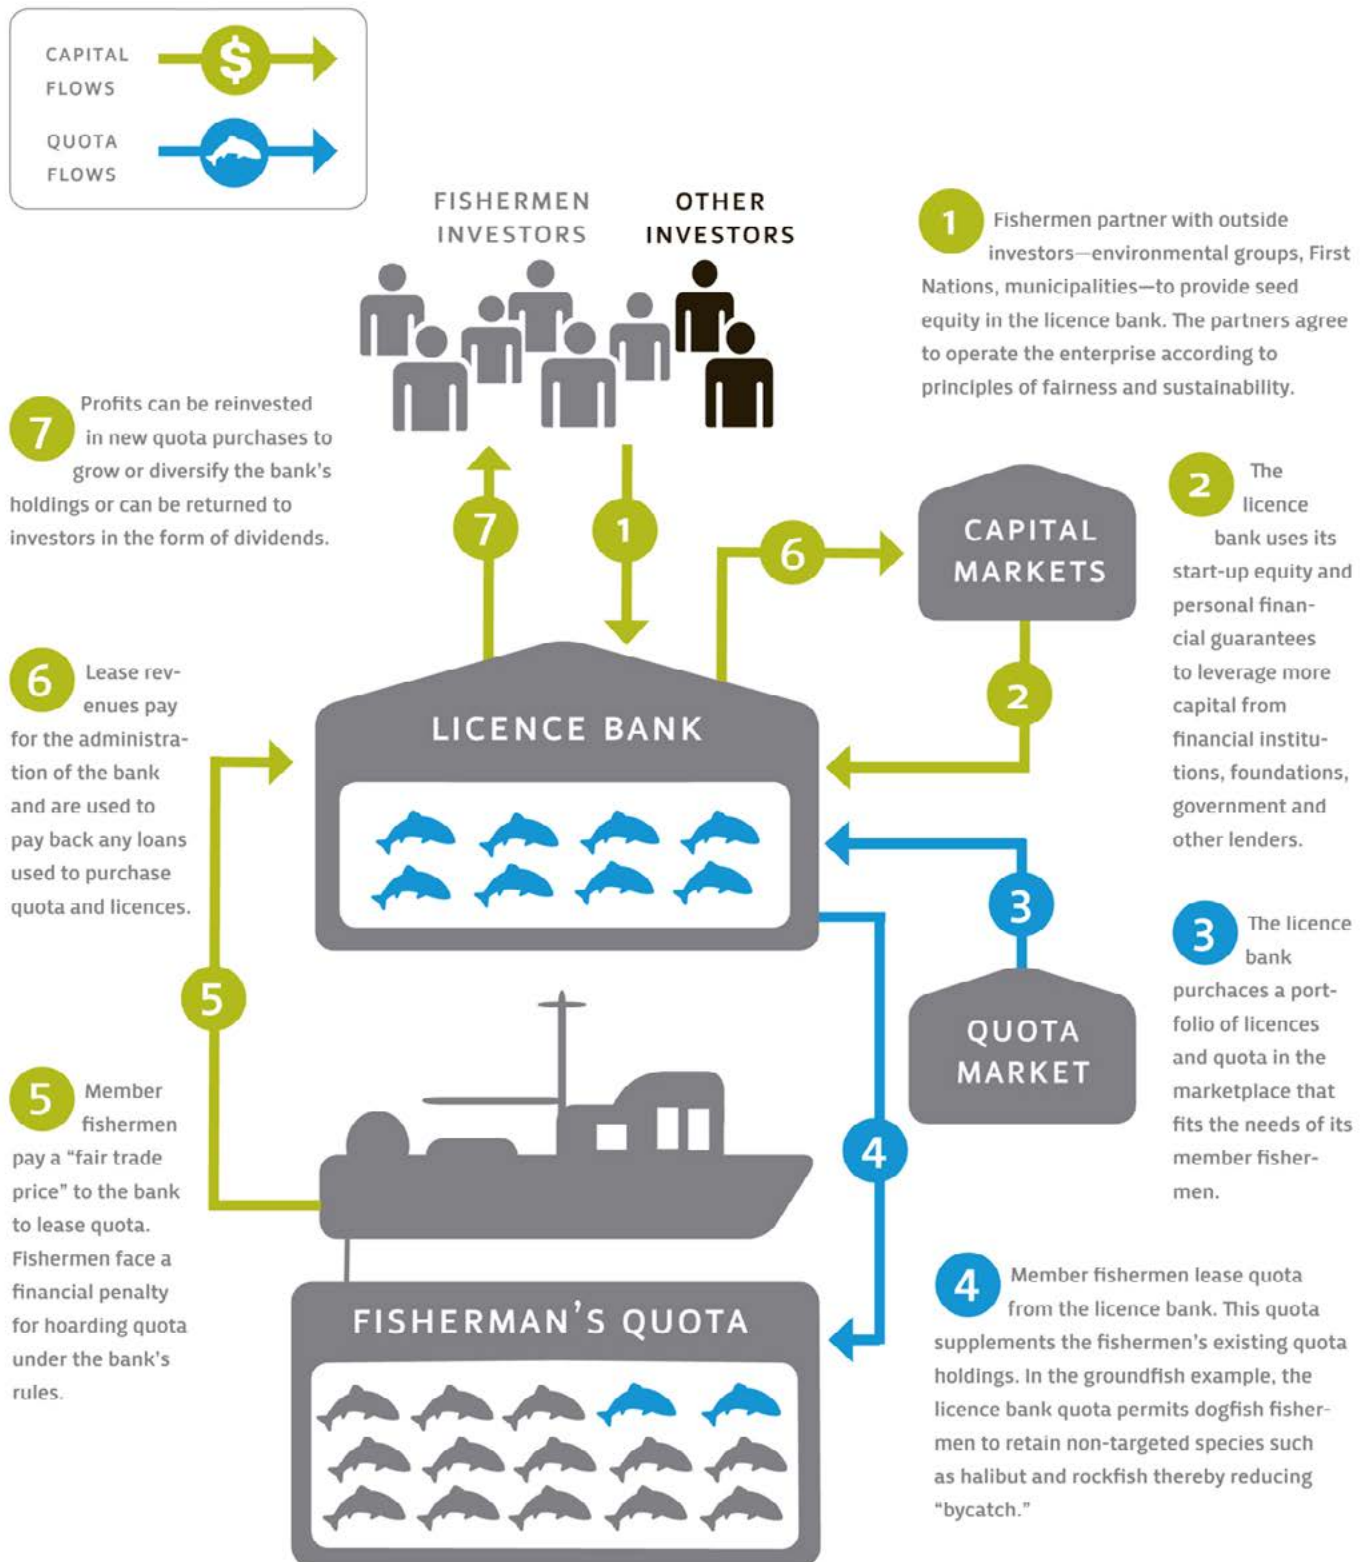 CAPITAL
FLOWS
$
QUOTA
FLOWS
FISHERMEN
INVESTORS
OTHER
INVESTORS
1 Fishermen partner with outside
investors—environmental groups, First
Nations, municipalities—to provide seed
equity in the licence bank. The partners agree
to operate the enterprise according to
principles of fairness and sustainability.
7 Profits can be reinvested
in new quota purchases to
grow or diversify the bank's
holdings or can be returned to
investors in the form of dividends.
7
1
6
CAPITAL
MARKETS
2 The
licence
bank uses its
start-up equity and
personal finan-
cial guarantees
to leverage more
capital from
financial institu-
tions, foundations,
government and
other lenders.
6 Lease rev-
enues pay
for the administra-
tion of the bank
and are used to
pay back any loans
used to purchase
quota and licences.
2
LICENCE BANK
3
3 The licence
bank
purchaces a port-
folio of licences
and quota in the
marketplace that
fits the needs of its
member fisher-
men.
5
QUOTA
MARKET
5 Member
fishermen
pay a "fair trade
price" to the bank
to lease quota.
Fishermen face a
financial penalty
for hoarding quota
under the bank's
rules.
4
4 Member fishermen lease quota
from the licence bank. This quota
supplements the fishermen's existing quota
holdings. In the groundfish example, the
licence bank quota permits dogfish fisher-
men to retain non-targeted species such
as halibut and rockfish thereby reducing
"bycatch."
FISHERMAN'S QUOTA